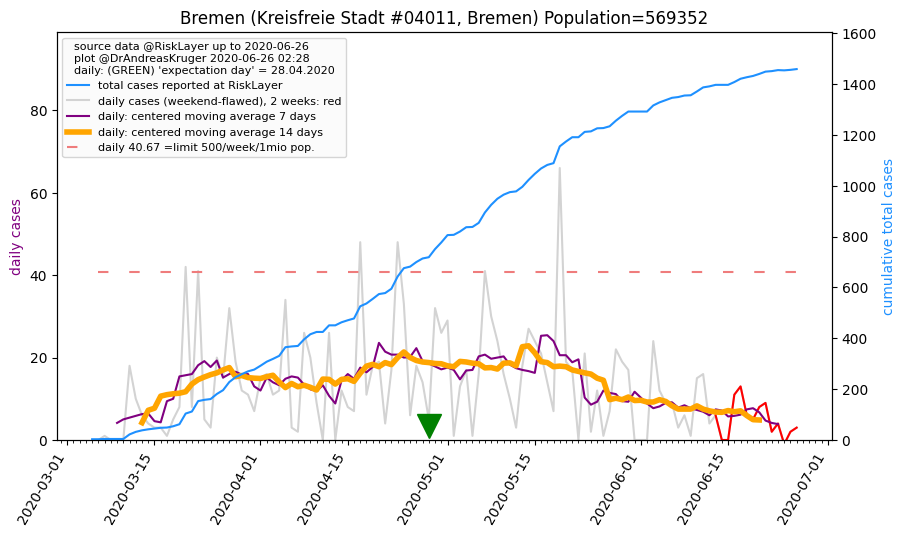 Bremen (Kreisfreie Stadt #04011, Bremen) Population=569352
source data @RiskLayer up to 2020-06-26
plot @DrAndreasKruger 2020-06-26 02:28
daily: (GREEN) 'expectation day' = 28.04.2020
total cases reported at RiskLayer
daily cases (weekend-flawed), 2 weeks: red
daily: centered moving average 7 days
daily: centered moving average 14 days
daily 40.67 =limit 500/week/1mio pop.
daily cases
80
60
40
20
0
cumulative total cases
1600
1400
1200
1000
800
600
400
200
0
2020-03-01
2020-03-15
2020-04-01
2020-04-15
2020-05-01
2020-05-15
2020-06-01
2020-06-15
2020-07-01